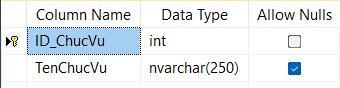 Column Name Data Type Allow Nulls
ID_ChucVu int
TenChucVu nvarchar(250)